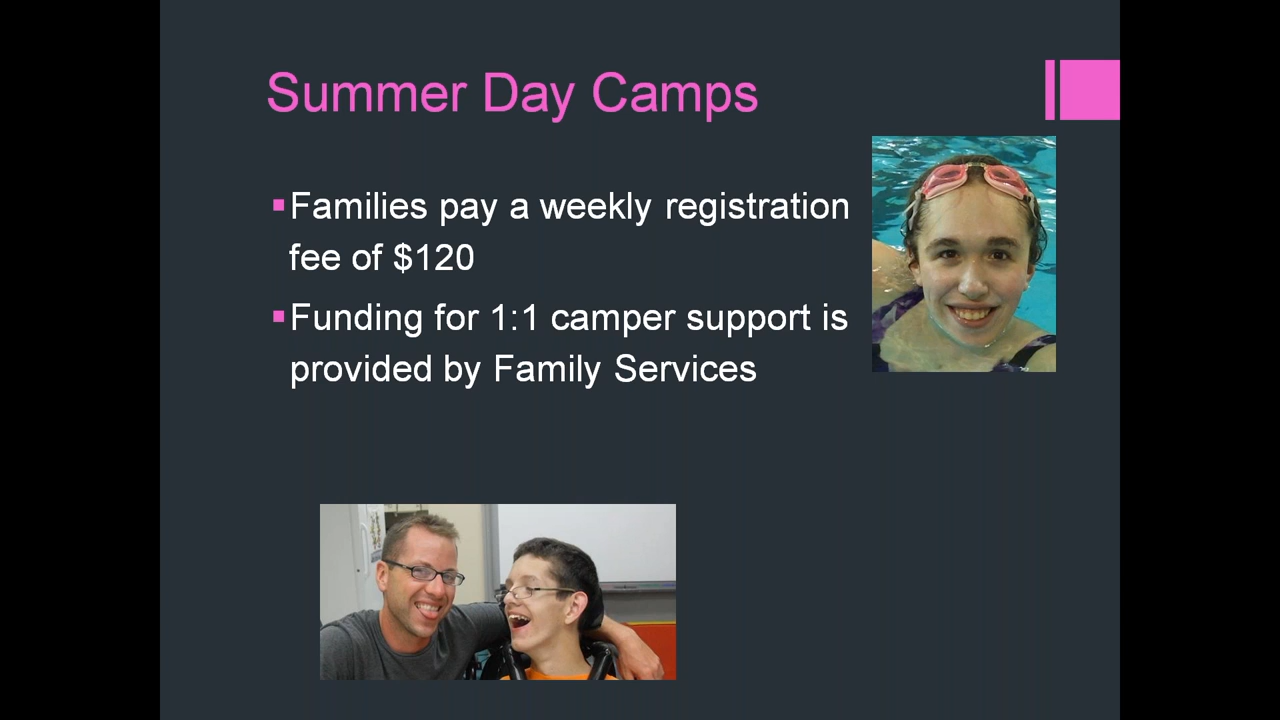 Summer Day Camps
▪Families pay a weekly registration
fee of $120
▪Funding for 1:1 camper support is
provided by Family Services